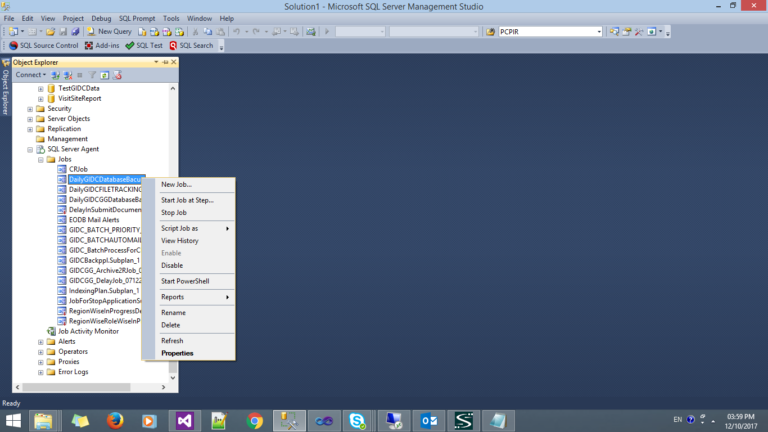 Solution1 - Microsoft SQL Server Management Studio
File Edit View Project Debug SQL Prompt Tools Window Help
New Query PCPIR
SQL Source Control Add-ins SQL Test SQL Search
Object Explorer
Connect
Object Explorer
TestGIDCData
VisitSiteReport
Security
Server Objects
Replication
Management
SQL Server Agent
Jobs
CRJob
DailyGIDCDatabaseBacu
DailyGIDCFILETRACKING
DailyGIDCGGDatabaseBa
DelayInSubmitDocumen
EODB Mail Alerts
GIDC_BATCH_PRIORITY_
GIDC_BATCHAUTOMAIL
GIDC_BatchProcessForC
GIDCBackppl.Subplan_1
GIDCGG_Archive2RJob_0
GIDCGG_DelayJob_07122
IndexingPlan.Subplan_1
JobForStopApplicationS
RegionWiseInProgressDe
RegionWiseRoleWiseInP
Job Activity Monitor
Alerts
Operators
Proxies
Error Logs
New Job...
Start Job at Step...
Stop Job
Script Job as
View History
Enable
Disable
Start PowerShell
Reports
Rename
Delete
Refresh
Properties
Ready
EN 03:59 PM
12/10/2017